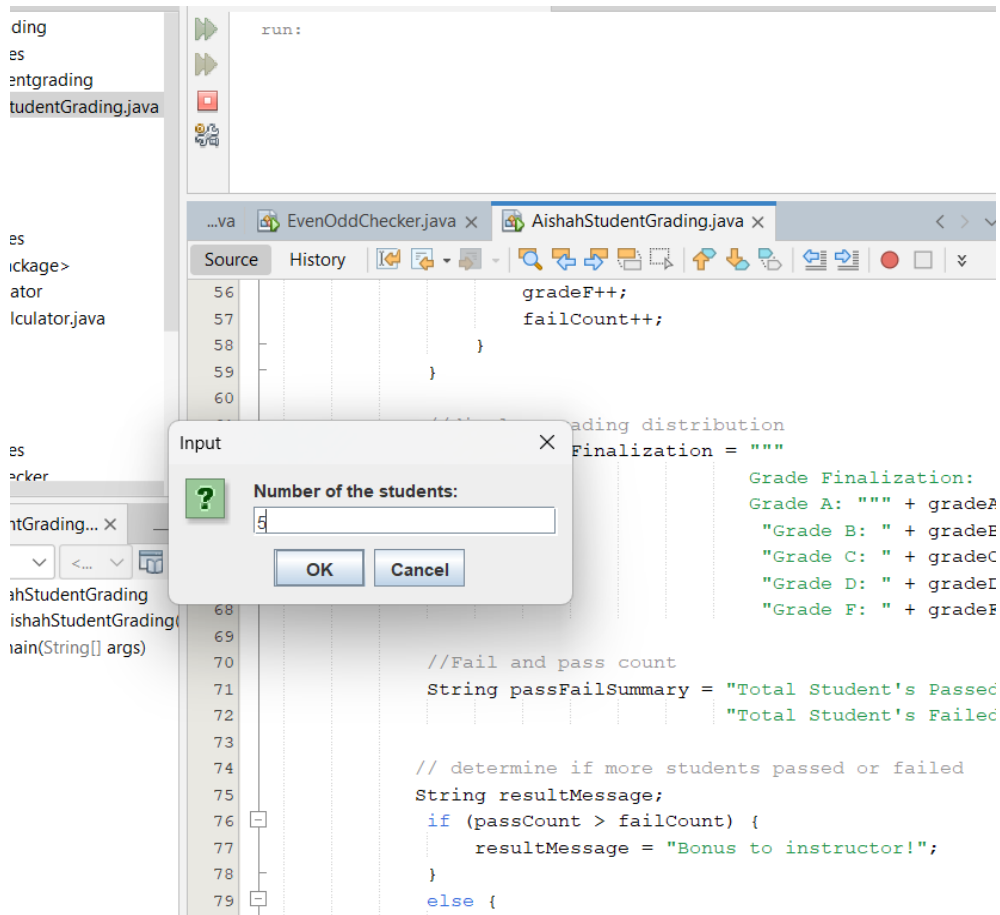 ding
es
entgrading
tudentGrading.java
es
ackage>
ator
lculator.java
es
ecker
ntGrading...
<...
ahStudentGrading
ishahStudentGrading(
nain(String[] args)
run:
...va EvenOddChecker.java AishahStudentGrading.java
Source History
56 gradeF++;
57 failCount++;
58 }
59 }
60
ading distribution
Finalization = """
Grade Finalization:
Grade A: """ + gradeA
"Grade B: " + gradeB
"Grade C: " + gradeC
"Grade D: " + gradeD
68 "Grade F: " + gradeF
69
70 //Fail and pass count
71 String passFailSummary = "Total Student's Passed
72 "Total Student's Failed
73
74 // determine if more students passed or failed
75 String resultMessage;
76 if (passCount > failCount) {
77 resultMessage = "Bonus to instructor!";
78 }
79 else {
Input
Number of the students:
5
OK Cancel